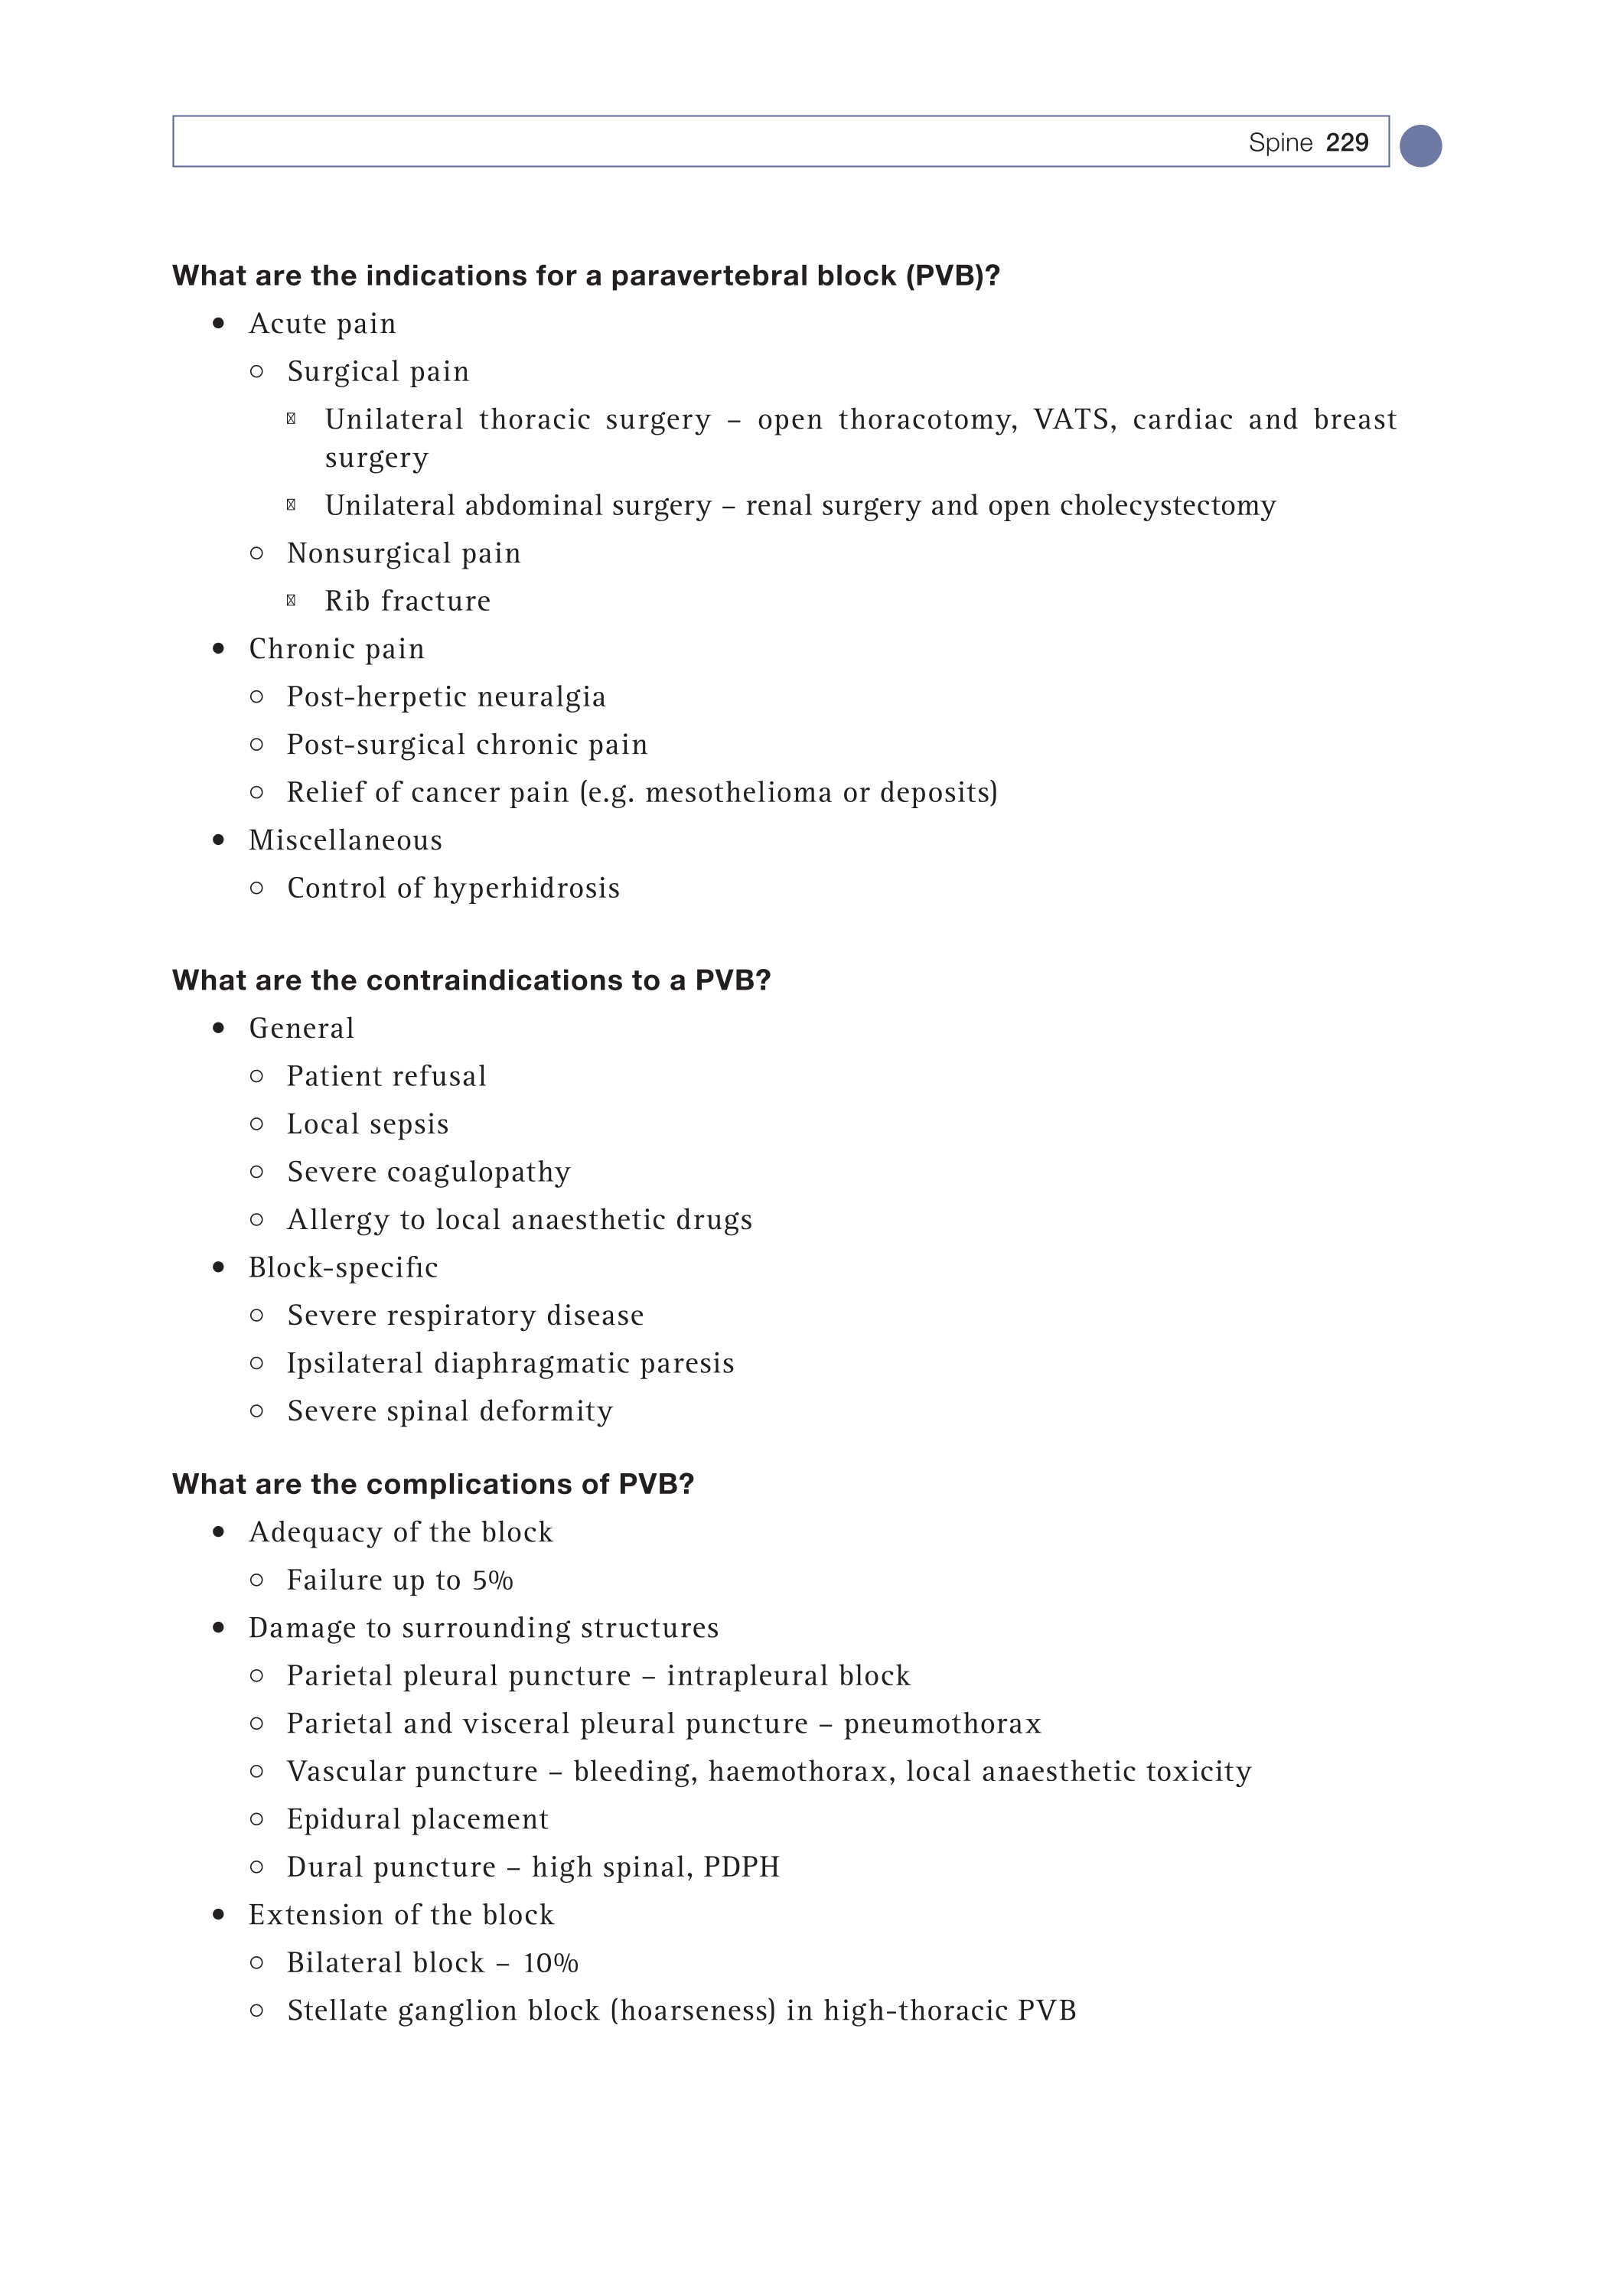 Spine 229
What are the indications for a paravertebral block (PVB)?
• Acute pain
○ Surgical pain
Unilateral thoracic surgery – open thoracotomy, VATS, cardiac and breast
surgery
Unilateral abdominal surgery – renal surgery and open cholecystectomy
○ Nonsurgical pain
Rib fracture
• Chronic pain
○ Post-herpetic neuralgia
○ Post-surgical chronic pain
○ Relief of cancer pain (e.g. mesothelioma or deposits)
• Miscellaneous
○ Control of hyperhidrosis
What are the contraindications to a PVB?
• General
○ Patient refusal
○ Local sepsis
○ Severe coagulopathy
○ Allergy to local anaesthetic drugs
• Block-specific
○ Severe respiratory disease
○ Ipsilateral diaphragmatic paresis
○ Severe spinal deformity
What are the complications of PVB?
• Adequacy of the block
○ Failure up to 5%
• Damage to surrounding structures
○ Parietal pleural puncture – intrapleural block
○ Parietal and visceral pleural puncture – pneumothorax
○ Vascular puncture – bleeding, haemothorax, local anaesthetic toxicity
○ Epidural placement
○ Dural puncture – high spinal, PDPH
• Extension of the block
○ Bilateral block – 10%
○ Stellate ganglion block (hoarseness) in high-thoracic PVB